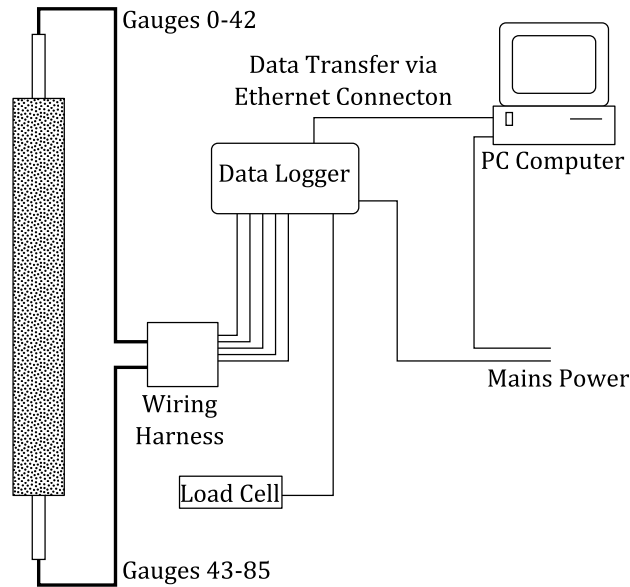 Gauges 0-42
Data Transfer via
Ethernet Connecton
PC Computer
Data Logger
Mains Power
Wiring
Harness
Load Cell
Gauges 43-85